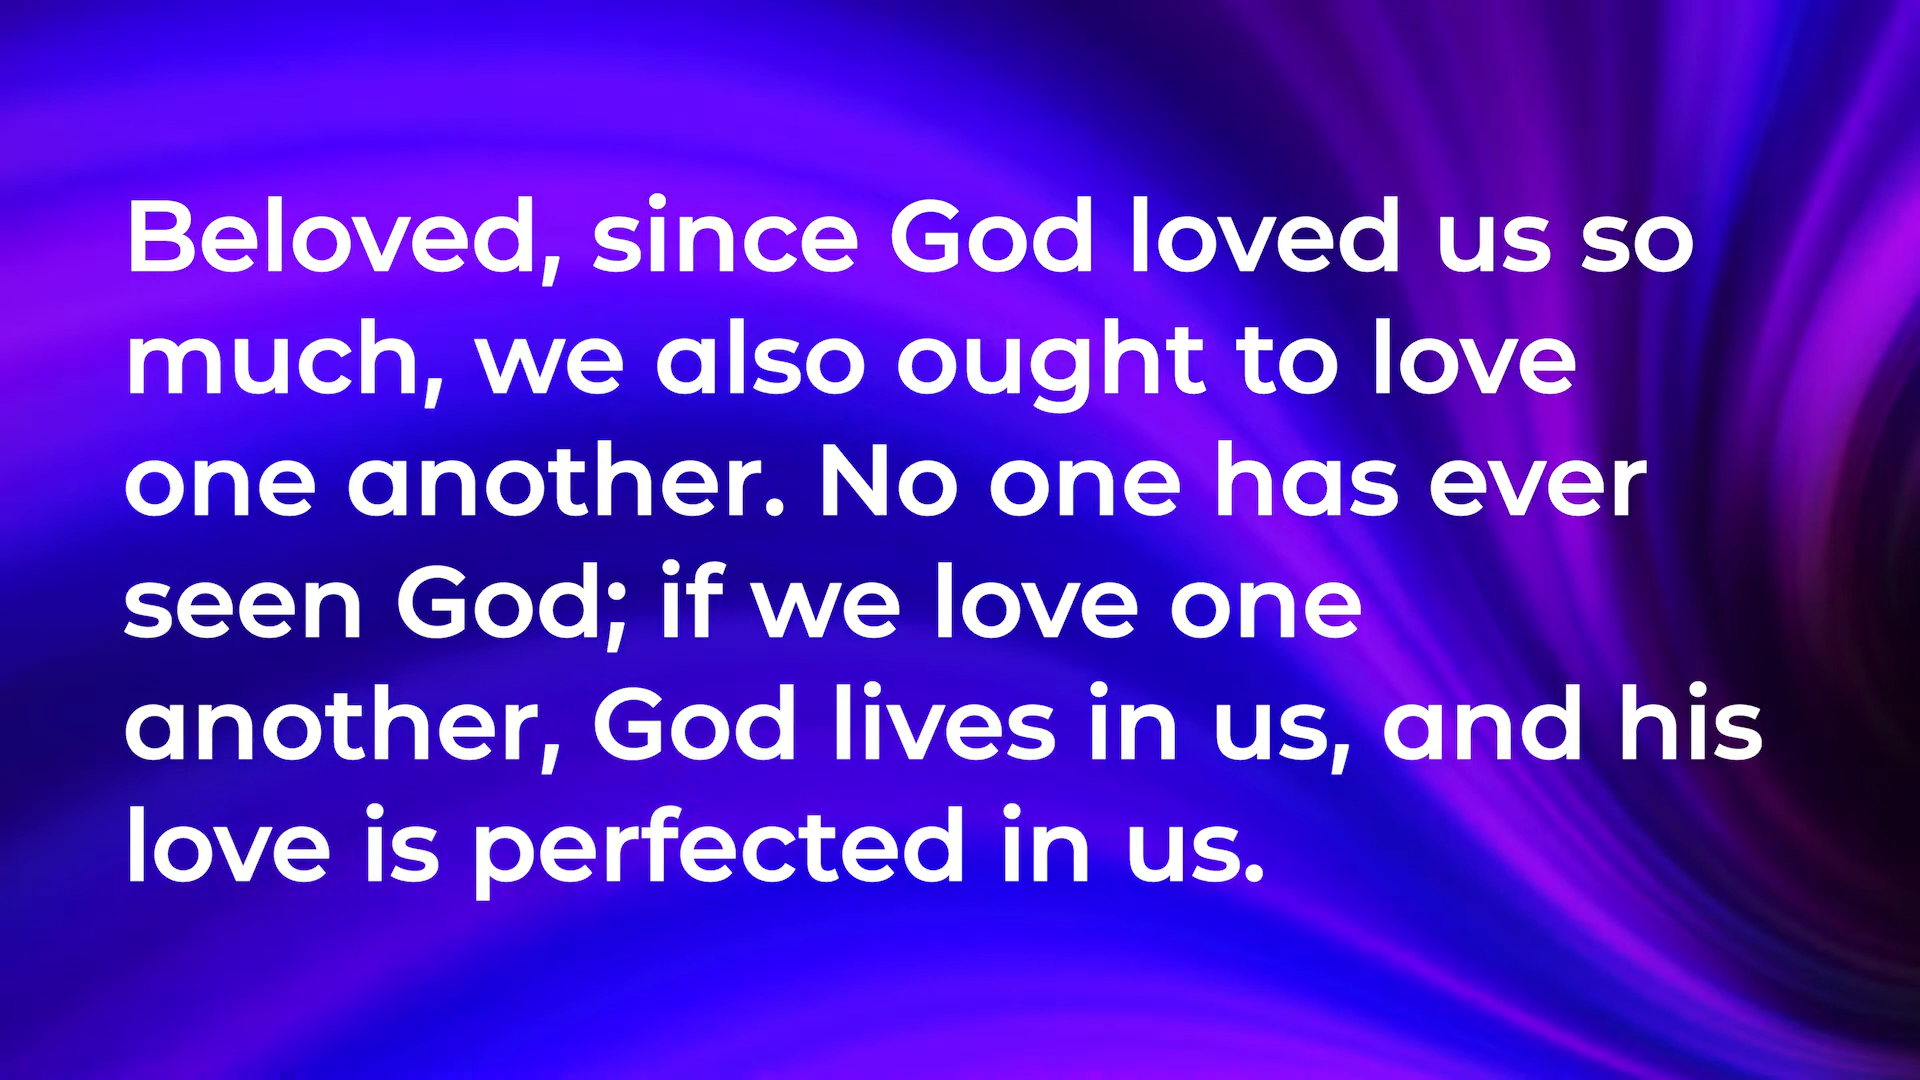 Beloved, since God loved us so
much, we also ought to love
one another. No one has ever
seen God; if we love one
another, God lives in us, and his
love is perfected in us.